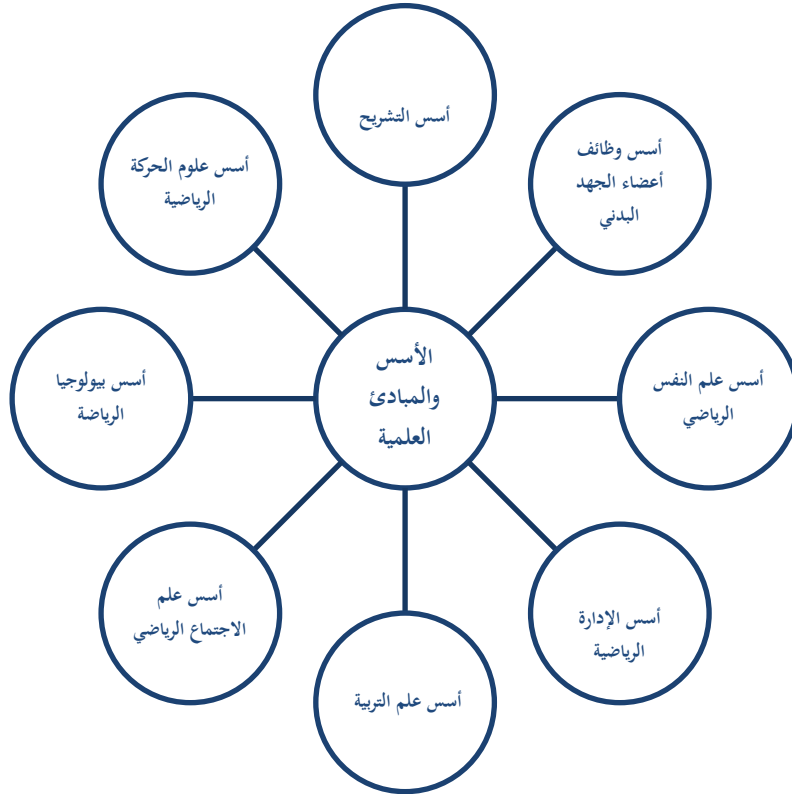 أسس التشريح
أسس وظائف
أعضاء الجهد
البدني
أسس علم النفس
الرياضي
أسس الإدارة
الرياضية
أسس علم التربية
أسس علم
الاجتماع الرياضي
أسس بيولوجيا
الرياضة
أسس علوم الحركة
الرياضية
الأسس
والمبادئ
العلمية